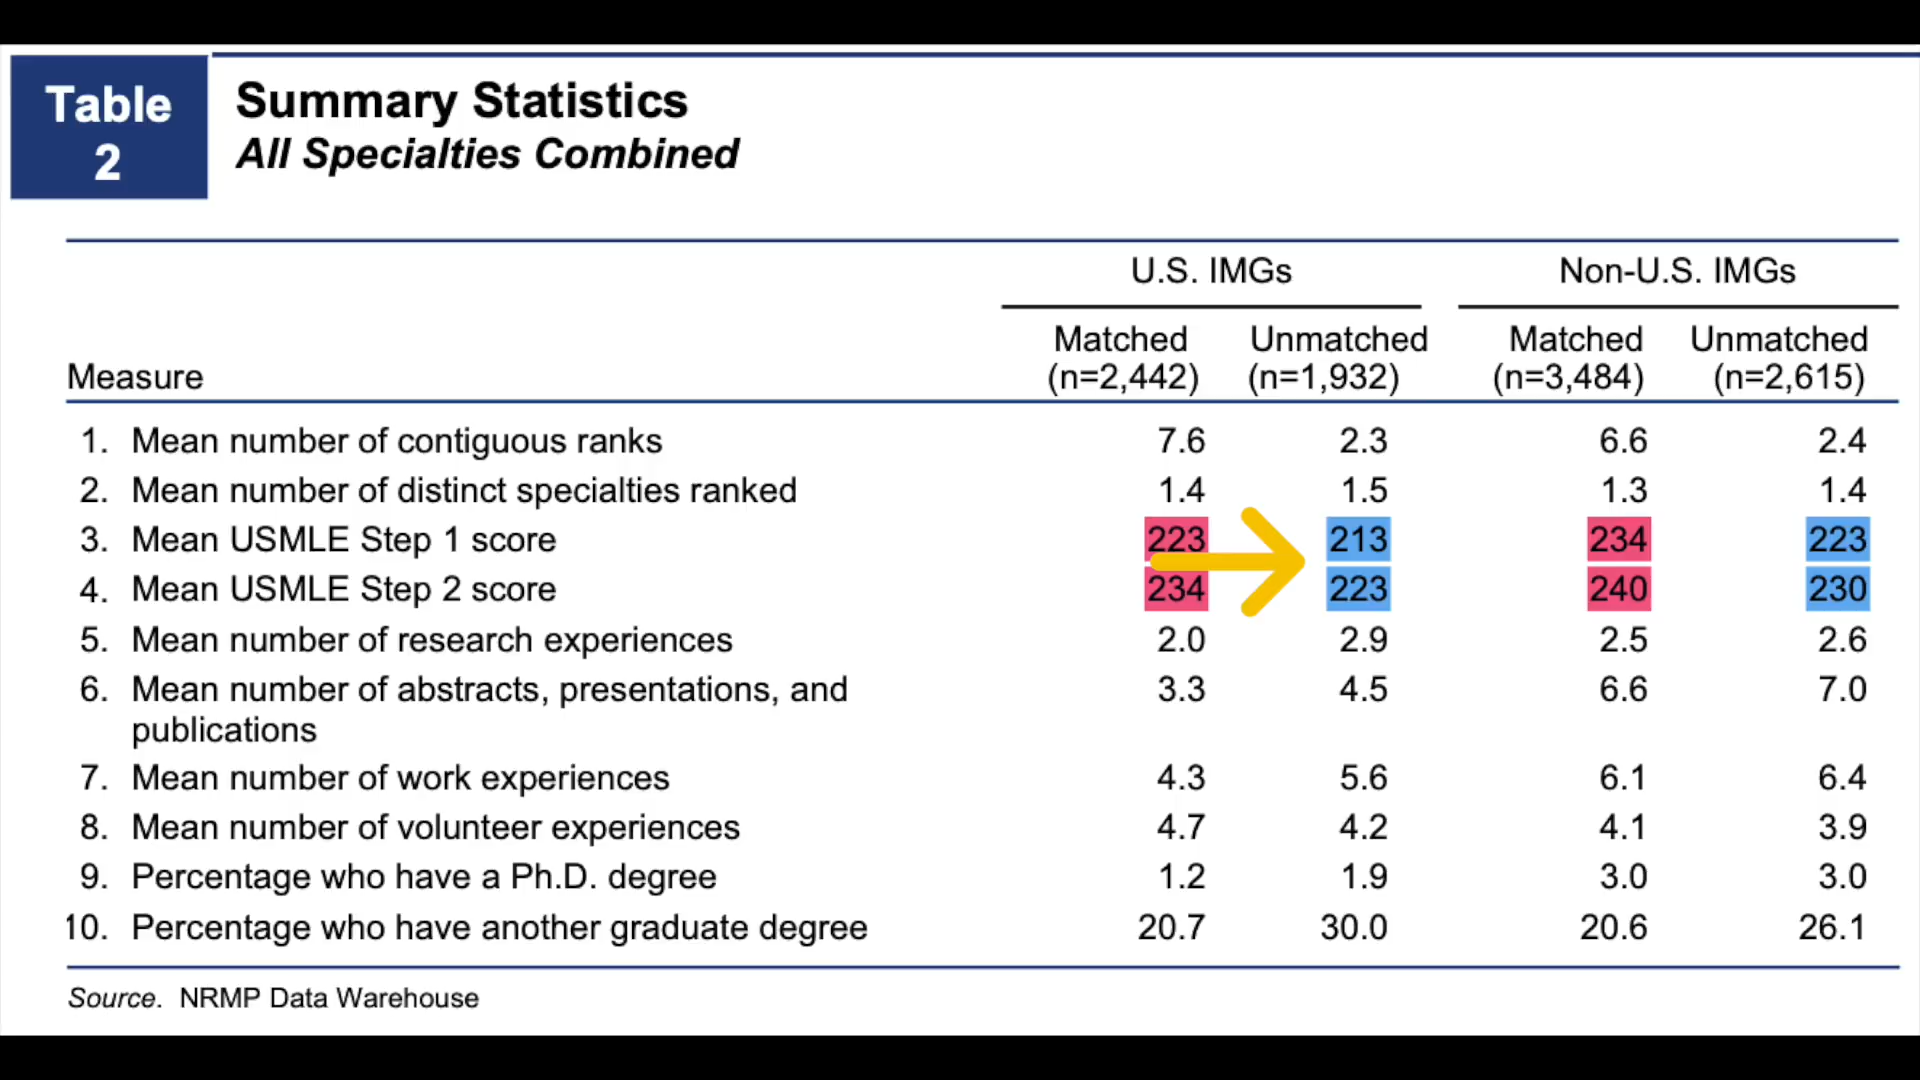 Table
2
Summary Statistics
All Specialties Combined
U.S. IMGs Non-U.S. IMGs
Matched Unmatched Matched Unmatched
Measure (n=2,442) (n=1,932) (n=3,484) (n=2,615)
1. Mean number of contiguous ranks 7.6 2.3 6.6 2.4
2. Mean number of distinct specialties ranked 1.4 1.5 1.3 1.4
3. Mean USMLE Step 1 score 223 213 234 223
4. Mean USMLE Step 2 score 234 223 240 230
5. Mean number of research experiences 2.0 2.9 2.5 2.6
6. Mean number of abstracts, presentations, and 3.3 4.5 6.6 7.0
publications
7. Mean number of work experiences 4.3 5.6 6.1 6.4
8. Mean number of volunteer experiences 4.7 4.2 4.1 3.9
9. Percentage who have a Ph.D. degree 1.2 1.9 3.0 3.0
10. Percentage who have another graduate degree 20.7 30.0 20.6 26.1
Source. NRMP Data Warehouse